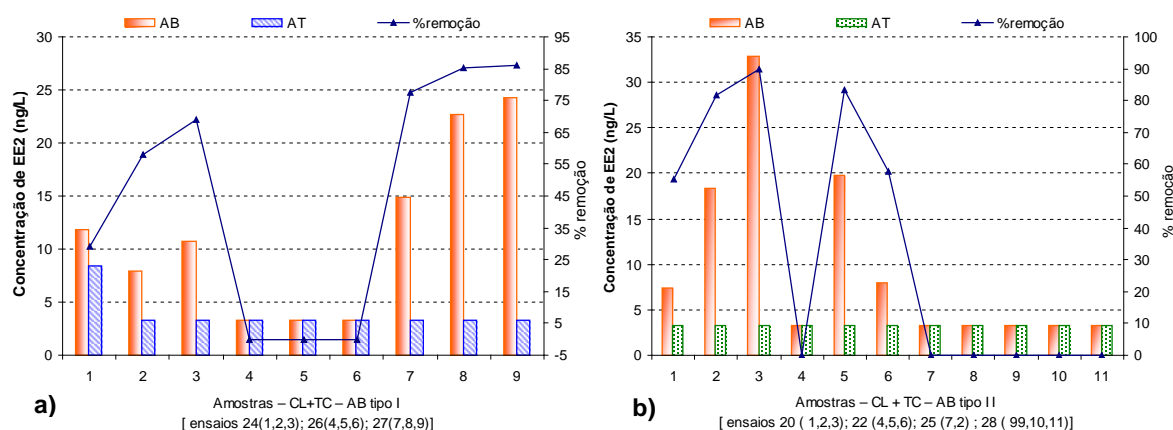 AB AT %remoção
Concentração de EE2 (ng/L)
30
25
20
15
10
5
0
95
85
75
65
55
45
35
25
15
5
-5
% remoção
1 2 3 4 5 6 7 8 9
a)
Amostras – CL+TC – AB tipo I
[ ensaios 24(1,2,3); 26(4,5,6); 27(7,8,9)]
AB AT %remoção
Concentração de EE2 (ng/L)
35
30
25
20
15
10
5
0
100
90
80
70
60
50
40
30
20
10
0
% remoção
1 2 3 4 5 6 7 8 9 10 11
b)
Amostras – CL + TC – AB tipo II
[ ensaios 20 ( 1,2,3); 22 (4,5,6); 25 (7,2) ; 28 ( 99,10,11)]